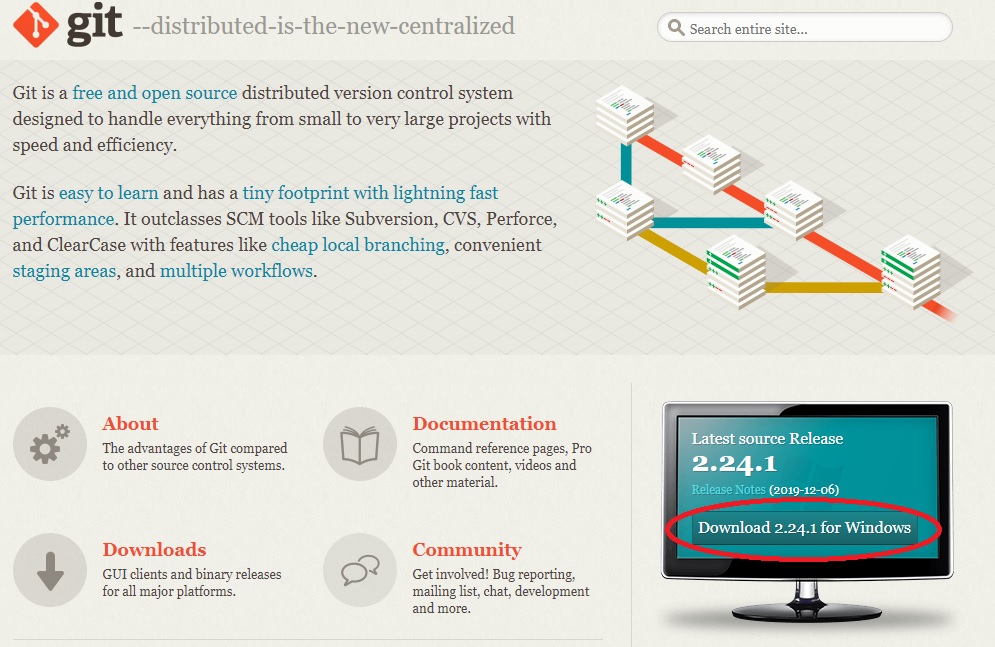 git --distributed-is-the-new-centralized
Search entire site...
Git is a free and open source distributed version control system
designed to handle everything from small to very large projects with
speed and efficiency.
Git is easy to learn and has a tiny footprint with lightning fast
performance. It outclasses SCM tools like Subversion, CVS, Perforce,
and ClearCase with features like cheap local branching, convenient
staging areas, and multiple workflows.
About
The advantages of Git compared
to other source control systems.
Documentation
Command reference pages, Pro
Git book content, videos and
other material.
Downloads
GUI clients and binary releases
for all major platforms.
Community
Get involved! Bug reporting,
mailing list, chat, development
and more.
Latest source Release
2.24.1
Release Notes (2019-12-06)
Download 2.24.1 for Windows